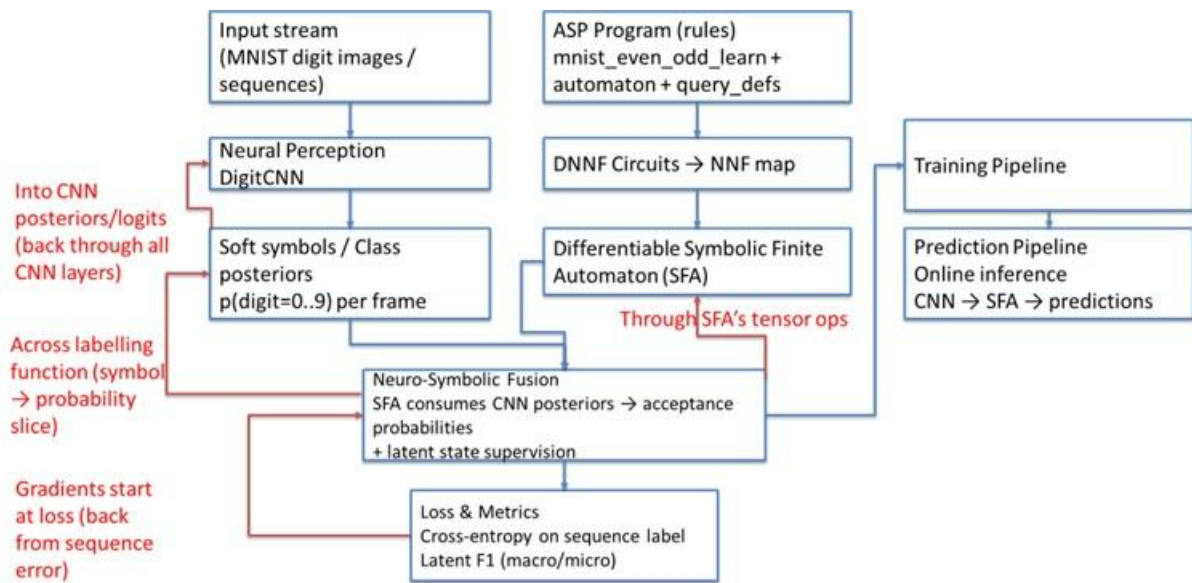 Input stream
(MNIST digit images /
sequences)
ASP Program (rules)
mnist_even_odd_learn +
automaton + query_defs
Neural Perception
DigitCNN
DNNF Circuits → NNF map
Training Pipeline
Into CNN
posteriors/logits
(back through all
CNN layers)
Soft symbols / Class
posteriors
p(digit=0..9) per frame
Differentiable Symbolic Finite
Automaton (SFA)
Prediction Pipeline
Online inference
CNN → SFA → predictions
Through SFA's tensor ops
Across labelling
function (symbol
→ probability
slice)
Neuro-Symbolic Fusion
SFA consumes CNN posteriors → acceptance
probabilities
+ latent state supervision
Gradients start
at loss (back
from sequence
error)
Loss & Metrics
Cross-entropy on sequence label
Latent F1 (macro/micro)